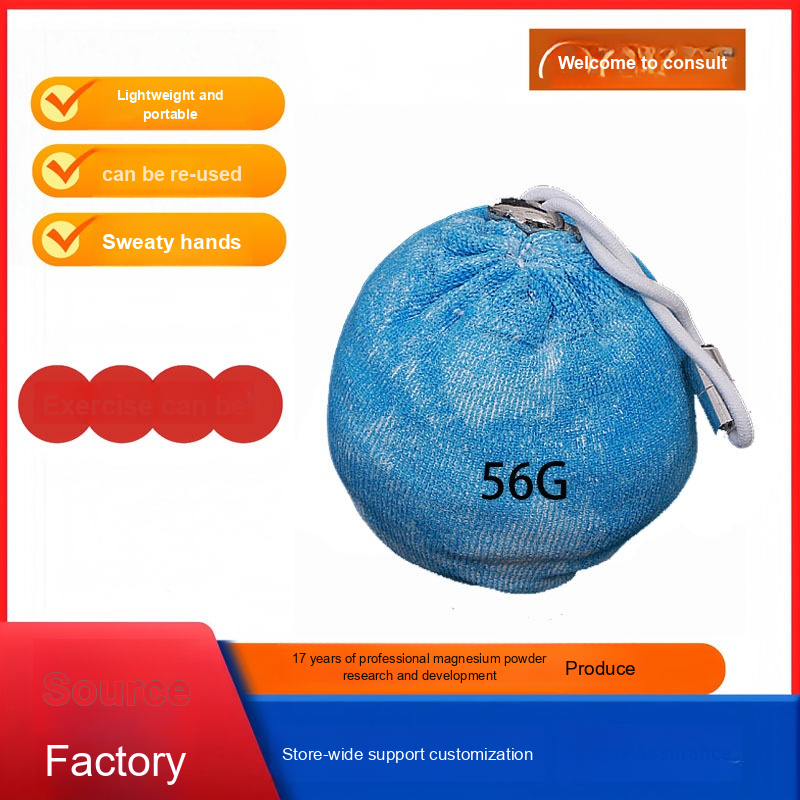 Welcome to consult
Lightweight and
portable
can be re-used
Sweaty hands
Exercise can be
56G
17 years of professional magnesium powder
research and development
Produce
Source
Factory
Store-wide support customization